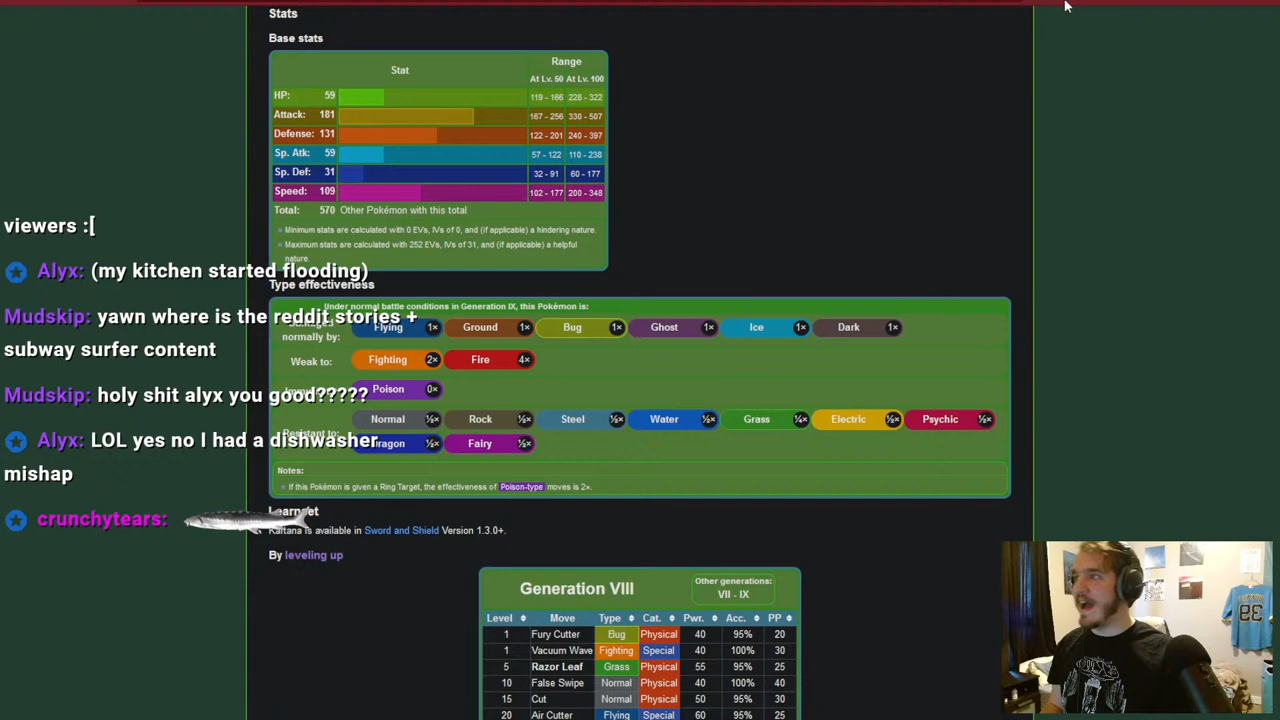 Stats
Base stats
Stat Range
At Lv. 50 At Lv. 100
HP: 59 119 - 166 228 - 322
Attack: 181 167 - 256 330 - 507
Defense: 131 122 - 201 240 - 397
Sp. Atk: 59 57 - 122 110 - 238
Sp. Def: 31 32 - 91 60 - 177
Speed: 109 102 - 177 200 - 348
Total: 570 Other Pokémon with this total
Minimum stats are calculated with 0 EVs, IVs of 0, and (if applicable) a hindering nature.
Maximum stats are calculated with 252 EVs, IVs of 31, and (if applicable) a helpful
nature.
viewers :[
Alyx: (my kitchen started flooding)
Mudskip: yawn where is the reddit stories +
subway surfer content
Mudskip: holy shit alyx you good?????
Alyx: LOL yes no I had a dishwasher
mishap
crunchytears:
Type effectiveness
Under normal battle conditions in Generation IX, this Pokémon is:
normally by: Flying 1× Ground 1× Bug 1× Ghost 1× Ice 1× Dark 1×
Weak to: Fighting 2× Fire 4×
Poison 0×
Normal ½× Rock ½× Steel ½× Water ½× Grass ¼× Electric ½× Psychic ½×
Dragon ½× Fairy ½×
Notes:
If this Pokémon is given a Ring Target, the effectiveness of Poison-type moves is 2×.
Learnset
Kartana is available in Sword and Shield Version 1.3.0+.
By leveling up
Generation VIII
Other generations:
VII - IX
Level Move Type Cat. Pwr. Acc. PP
1 Fury Cutter Bug Physical 40 95% 20
1 Vacuum Wave Fighting Special 40 100% 30
5 Razor Leaf Grass Physical 55 95% 25
10 False Swipe Normal Physical 40 100% 40
15 Cut Normal Physical 50 95% 30
20 Air Cutter Flying Special 60 95% 25